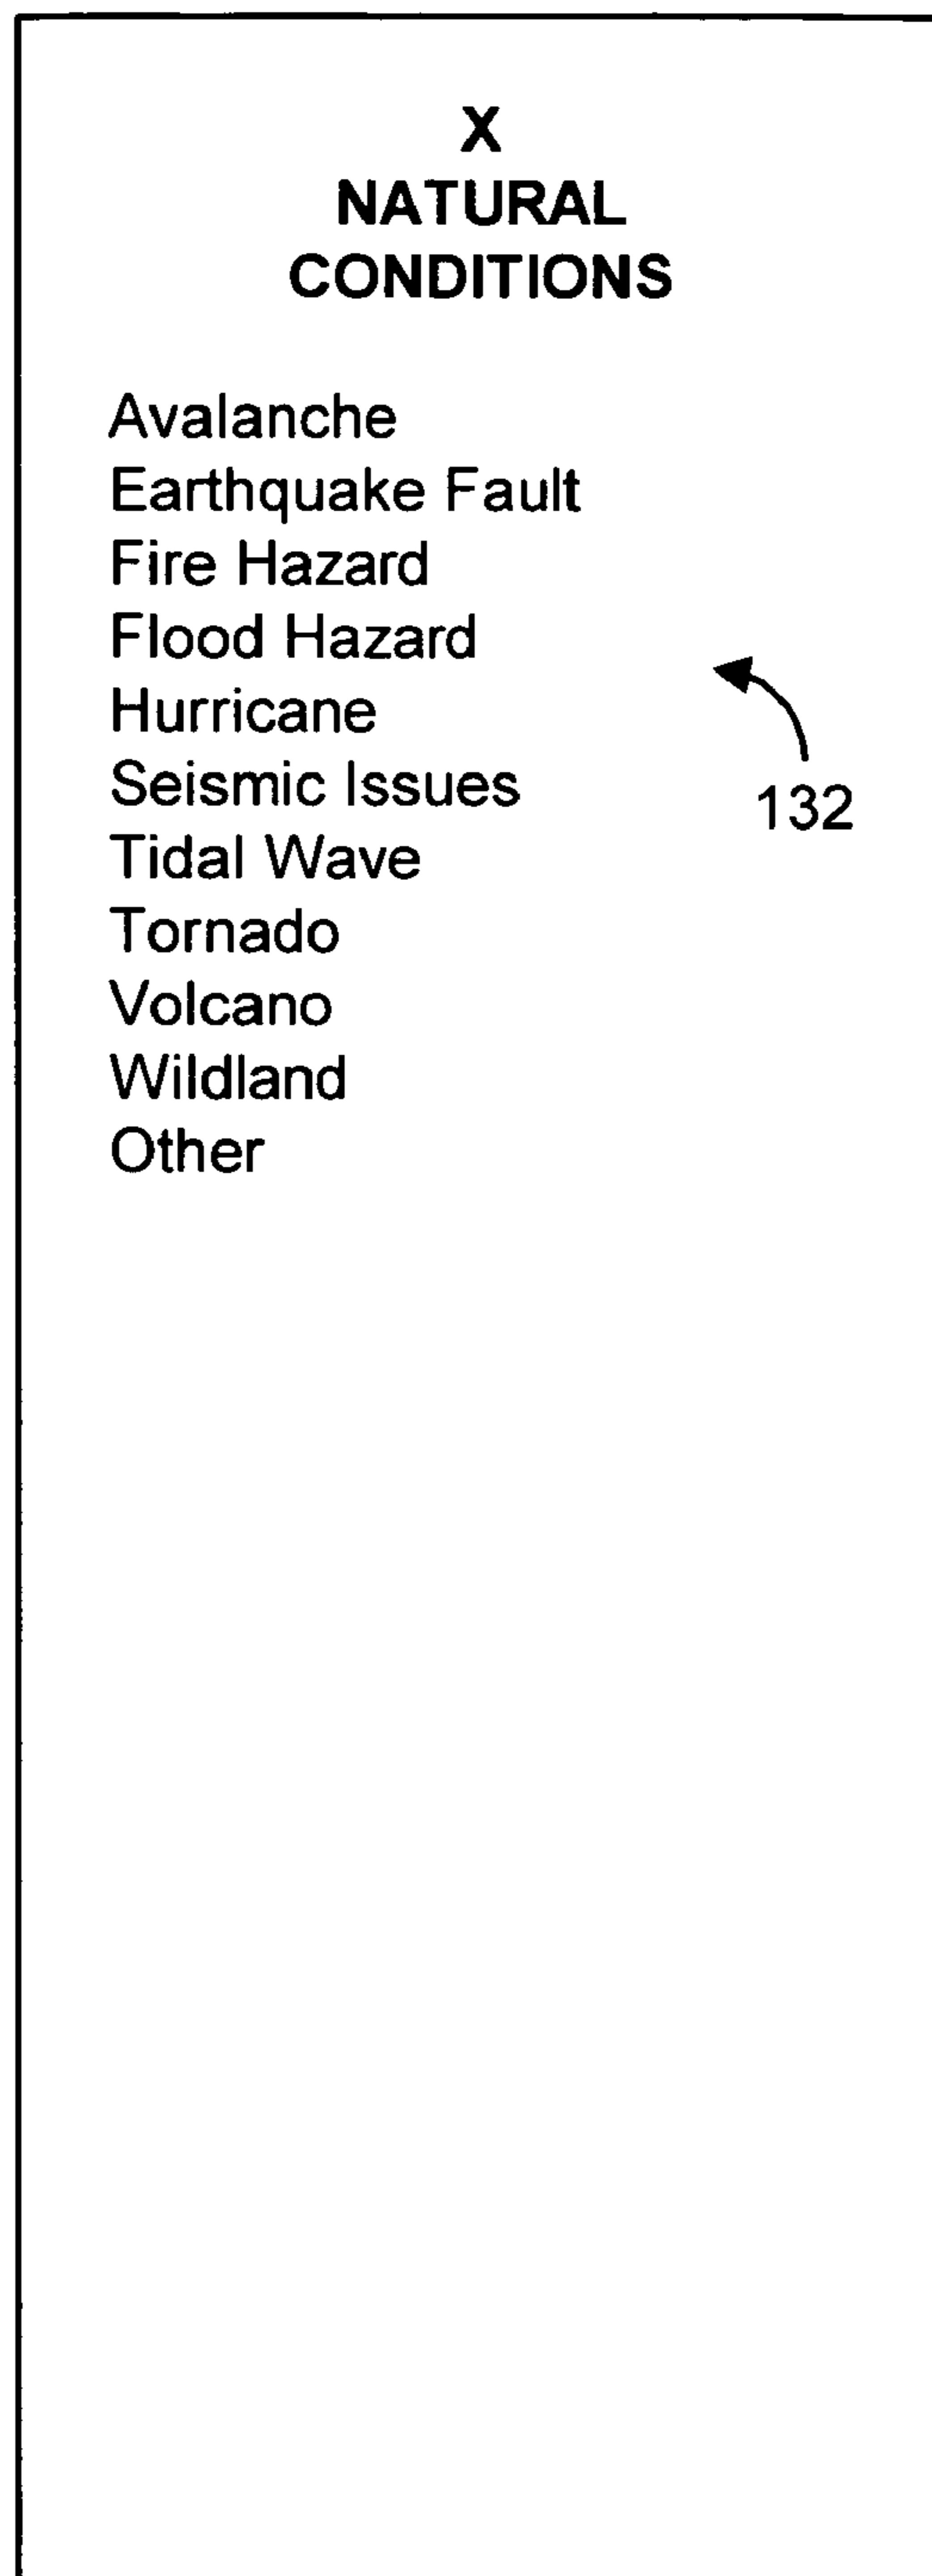 X
NATURAL
CONDITIONS
Avalanche
Earthquake Fault
Fire Hazard
Flood Hazard
Hurricane
Seismic Issues
132
Tidal Wave
Tornado
Volcano
Wildland
Other